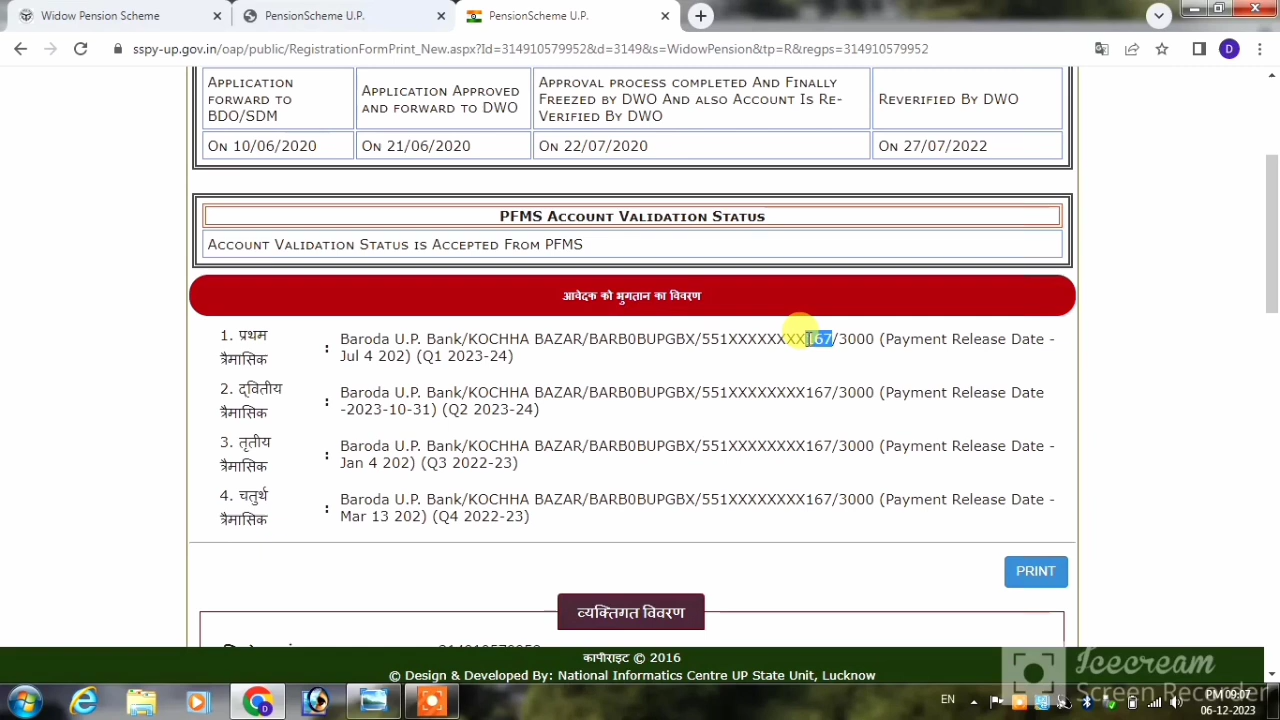 Widow Pension Scheme
PensionScheme U.P.
PensionScheme U.P.
sspy-up.gov.in/oap/public/RegistrationFormPrint_New.aspx?Id=314910579952&d=3149&s=WidowPension&tp=R&regps=314910579952
D
Application forward to BDO/SDM
Application Approved and forward to DWO
Approval process completed And Finally Freezed by DWO And also Account Is Re-Verified By DWO
Reverified By DWO
On 10/06/2020
On 21/06/2020
On 22/07/2020
On 27/07/2022
PFMS Account Validation Status
Account Validation Status is Accepted From PFMS
आवेदक को भुगतान का विवरण
1. प्रथम त्रैमासिक
: Baroda U.P. Bank/KOCHHA BAZAR/BARB0BUPGBX/551XXXXXXXX167/3000 (Payment Release Date -
Jul 4 202) (Q1 2023-24)
2. द्वितीय त्रैमासिक
: Baroda U.P. Bank/KOCHHA BAZAR/BARB0BUPGBX/551XXXXXXXX167/3000 (Payment Release Date
-2023-10-31) (Q2 2023-24)
3. तृतीय त्रैमासिक
: Baroda U.P. Bank/KOCHHA BAZAR/BARB0BUPGBX/551XXXXXXXX167/3000 (Payment Release Date -
Jan 4 202) (Q3 2022-23)
4. चतुर्थ त्रैमासिक
: Baroda U.P. Bank/KOCHHA BAZAR/BARB0BUPGBX/551XXXXXXXX167/3000 (Payment Release Date -
Mar 13 202) (Q4 2022-23)
PRINT
व्यक्तिगत विवरण
कापीराइट © 2016
© Design & Developed By: National Informatics Centre UP State Unit, Lucknow
Icecream
Screen Recorder
EN
PM 09:07
06-12-2023